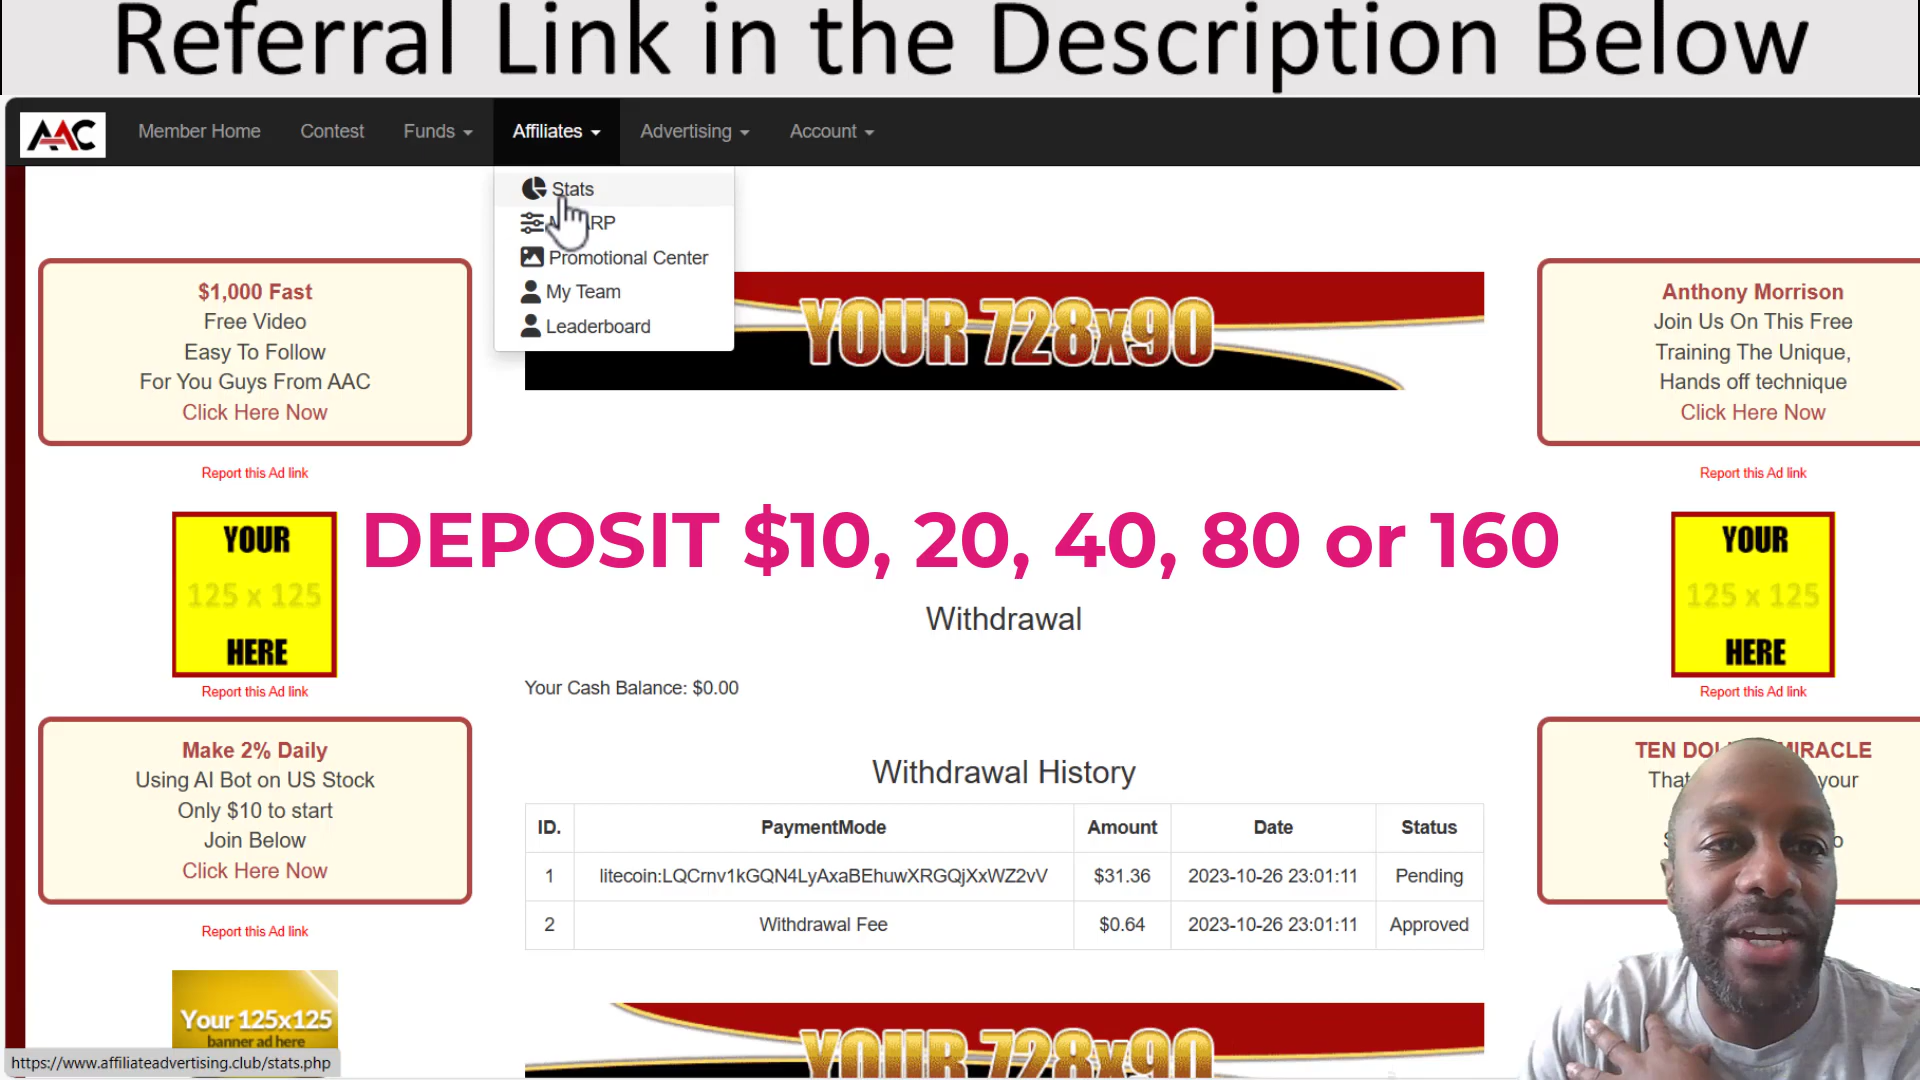 Referral Link in the Description Below
AAC Member Home Contest Funds Affiliates Advertising Account
Stats
RP
Promotional Center
My Team
Leaderboard
$1,000 Fast
Free Video
Easy To Follow
For You Guys From AAC
Click Here Now
Report this Ad link
YOUR
125 x 125
HERE
Report this Ad link
Make 2% Daily
Using AI Bot on US Stock
Only $10 to start
Join Below
Click Here Now
Report this Ad link
Your 125x125
banner ad here
https://www.affiliateadvertising.club/stats.php
YOUR 728x90
DEPOSIT $10, 20, 40, 80 or 160
Withdrawal
Your Cash Balance: $0.00
Withdrawal History
ID. PaymentMode Amount Date Status
1 litecoin:LQCrnv1kGQN4LyAxaBEhuwXRGQjXxWZ2vV $31.36 2023-10-26 23:01:11 Pending
2 Withdrawal Fee $0.64 2023-10-26 23:01:11 Approved
YOUR 728x90
Anthony Morrison
Join Us On This Free
Training The Unique,
Hands off technique
Click Here Now
Report this Ad link
YOUR
125 x 125
HERE
Report this Ad link
TEN MIRACLE
your